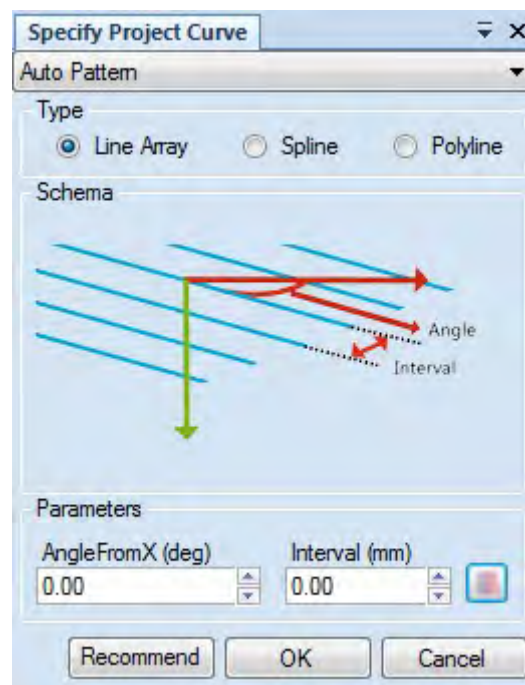 Specify Project Curve
Auto Pattern
Type
Line Array Spline Polyline
Schema
Angle
Interval
Parameters
AngleFromX (deg) Interval (mm)
0.00 0.00
Recommend OK Cancel